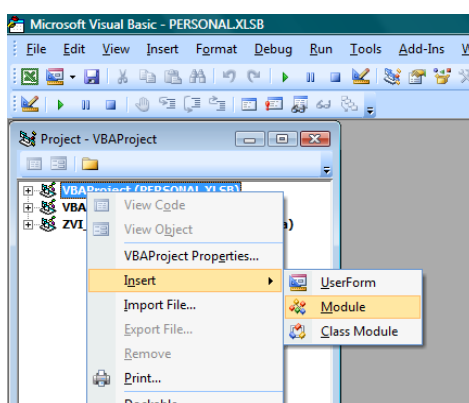 Microsoft Visual Basic - PERSONAL.XLSB
File Edit View Insert Format Debug Run Tools Add-Ins
Project - VBAProject
VBAProject (PERSONAL.XLSB)
VBA
ZVI_
View Code
View Object
VBAProject Properties...
Insert
UserForm
Import File...
Module
Export File...
Class Module
Remove
Print...